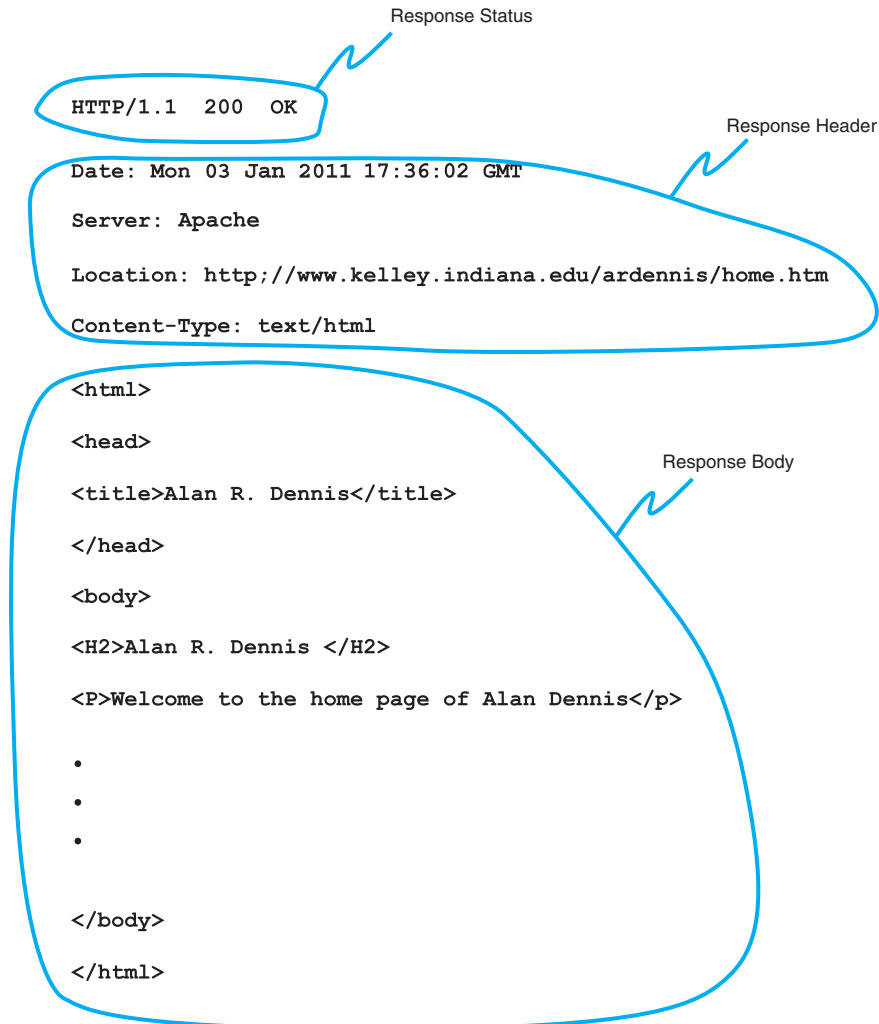 Response Status
HTTP/1.1 200 OK
Response Header
Date: Mon 03 Jan 2011 17:36:02 GMT
Server: Apache
Location: http;//www.kelley.indiana.edu/ardennis/home.htm
Content-Type: text/html
<html>
<head>
Response Body
<title>Alan R. Dennis</title>
</head>
<body>
<H2>Alan R. Dennis </H2>
<P>Welcome to the home page of Alan Dennis</p>
•
•
•
</body>
</html>